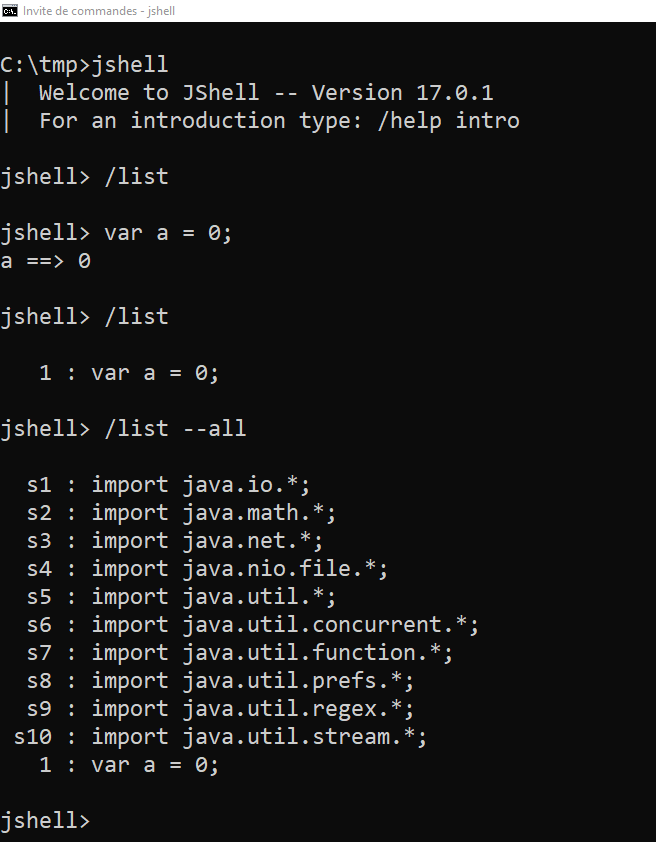 Invite de commandes - jshell
C:\tmp>jshell
|  Welcome to JShell -- Version 17.0.1
|  For an introduction type: /help intro
jshell> /list
jshell> var a = 0;
a ==> 0
jshell> /list
   1 : var a = 0;
jshell> /list --all
  s1 : import java.io.*;
  s2 : import java.math.*;
  s3 : import java.net.*;
  s4 : import java.nio.file.*;
  s5 : import java.util.*;
  s6 : import java.util.concurrent.*;
  s7 : import java.util.function.*;
  s8 : import java.util.prefs.*;
  s9 : import java.util.regex.*;
 s10 : import java.util.stream.*;
   1 : var a = 0;
jshell>